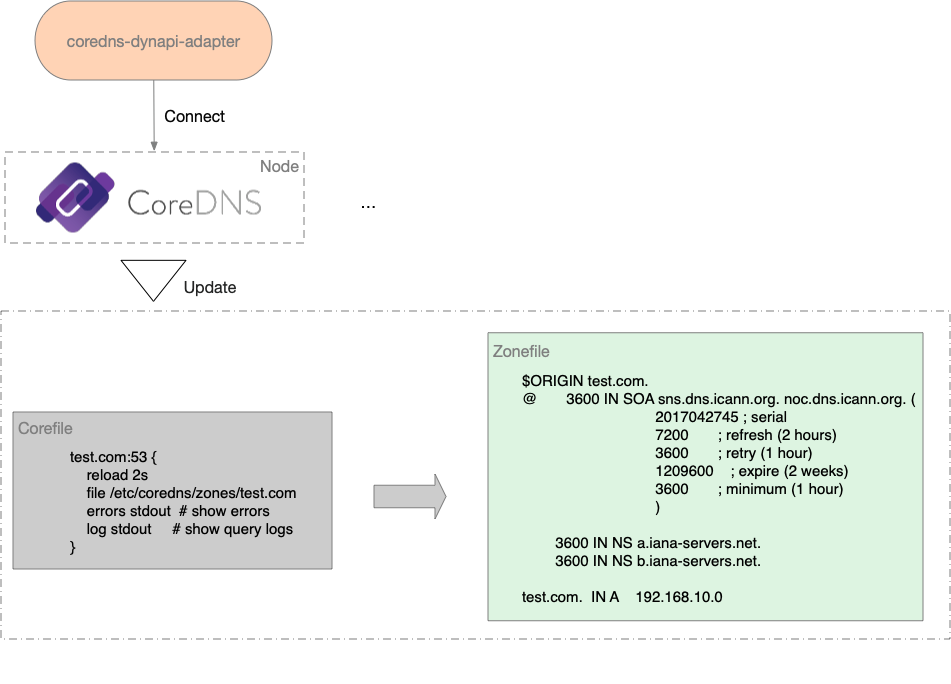 coredns-dynapi-adapter
Connect
Node
CoreDNS
...
Update
Corefile
test.com:53 {
reload 2s
file /etc/coredns/zones/test.com
errors stdout # show errors
log stdout # show query logs
}
Zonefile
$ORIGIN test.com.
@ 3600 IN SOA sns.dns.icann.org. noc.dns.icann.org. (
2017042745 ; serial
7200 ; refresh (2 hours)
3600 ; retry (1 hour)
1209600 ; expire (2 weeks)
3600 ; minimum (1 hour)
)
3600 IN NS a.iana-servers.net.
3600 IN NS b.iana-servers.net.
test.com. IN A 192.168.10.0